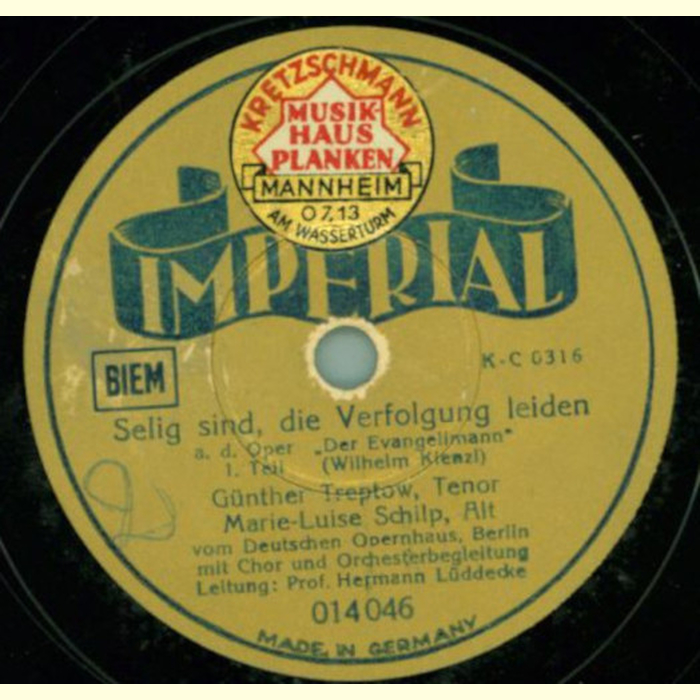 KRETZSCHMANN
MUSIK-
HAUS
PLANKEN
MANNHEIM
07.13
AM WASSERTURM
IMPERIAL
BIEM
K-C 0316
Selig sind, die Verfolgung leiden
a. d. Oper „Der Evangelimann"
1. Teil (Wilhelm Kienzl)
Günther Treptow, Tenor
Marie-Luise Schilp, Alt
vom Deutschen Opernhaus, Berlin
mit Chor und Orchesterbegleitung
Leitung: Prof. Hermann Lüddecke
014046
MADE IN GERMANY